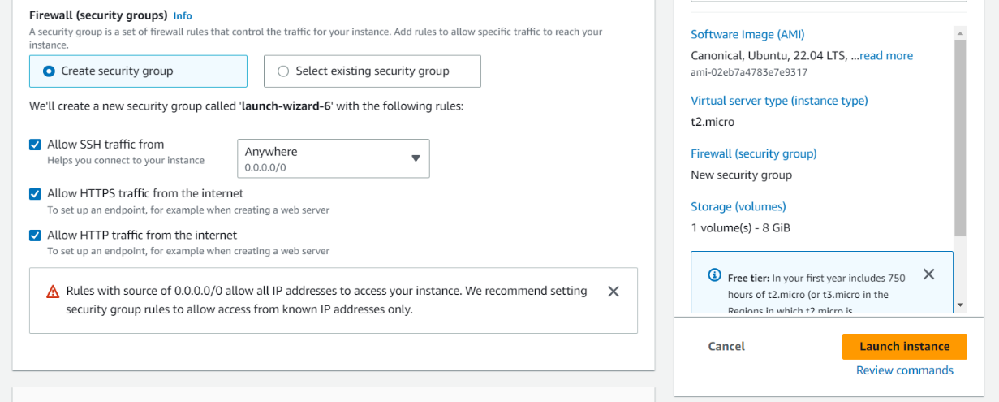 Firewall (security groups) Info
A security group is a set of firewall rules that control the traffic for your instance. Add rules to allow specific traffic to reach your
instance.
Create security group
Select existing security group
We'll create a new security group called 'launch-wizard-6' with the following rules:
Allow SSH traffic from
Helps you connect to your instance
Anywhere
0.0.0.0/0
Allow HTTPS traffic from the internet
To set up an endpoint, for example when creating a web server
Allow HTTP traffic from the internet
To set up an endpoint, for example when creating a web server
Rules with source of 0.0.0.0/0 allow all IP addresses to access your instance. We recommend setting
security group rules to allow access from known IP addresses only.
Software Image (AMI)
Canonical, Ubuntu, 22.04 LTS, ...read more
ami-02eb7a4783e7e9317
Virtual server type (instance type)
t2.micro
Firewall (security group)
New security group
Storage (volumes)
1 volume(s) - 8 GiB
Free tier: In your first year includes 750
hours of t2.micro (or t3.micro in the
Regions in which t2.micro is
Cancel
Launch instance
Review commands